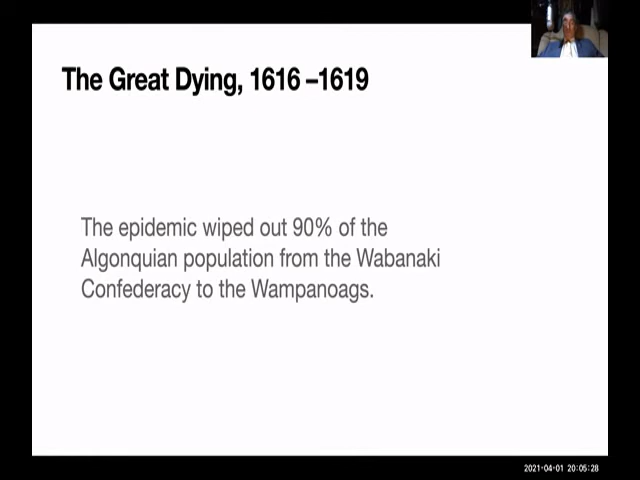 The Great Dying, 1616 –1619
The epidemic wiped out 90% of the
Algonquian population from the Wabanaki
Confederacy to the Wampanoags.
2021-04-01 20:05:28